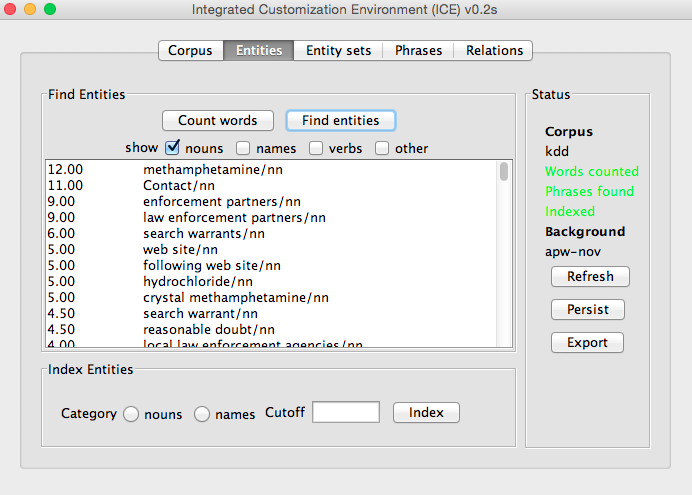 Integrated Customization Environment (ICE) v0.2s
Corpus Entities Entity sets Phrases Relations
Find Entities
Count words Find entities
show nouns names verbs other
12.00 methamphetamine/nn
11.00 Contact/nn
9.00 enforcement partners/nn
9.00 law enforcement partners/nn
6.00 search warrants/nn
5.00 web site/nn
5.00 following web site/nn
5.00 hydrochloride/nn
5.00 crystal methamphetamine/nn
4.50 search warrant/nn
4.50 reasonable doubt/nn
4.00 local law enforcement agencies/nn
Index Entities
Category nouns names Cutoff Index
Status
Corpus
kdd
Words counted
Phrases found
Indexed
Background
apw-nov
Refresh
Persist
Export